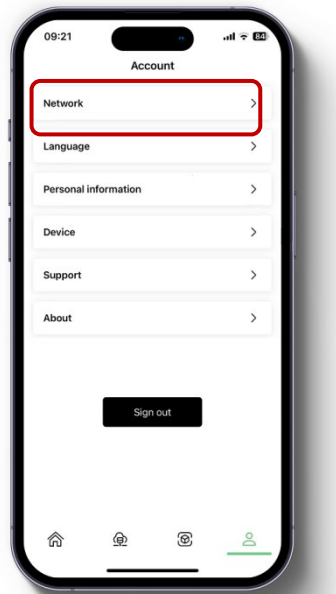 09:21
84
Account
Network
Language
Personal information
Device
Support
About
Sign out